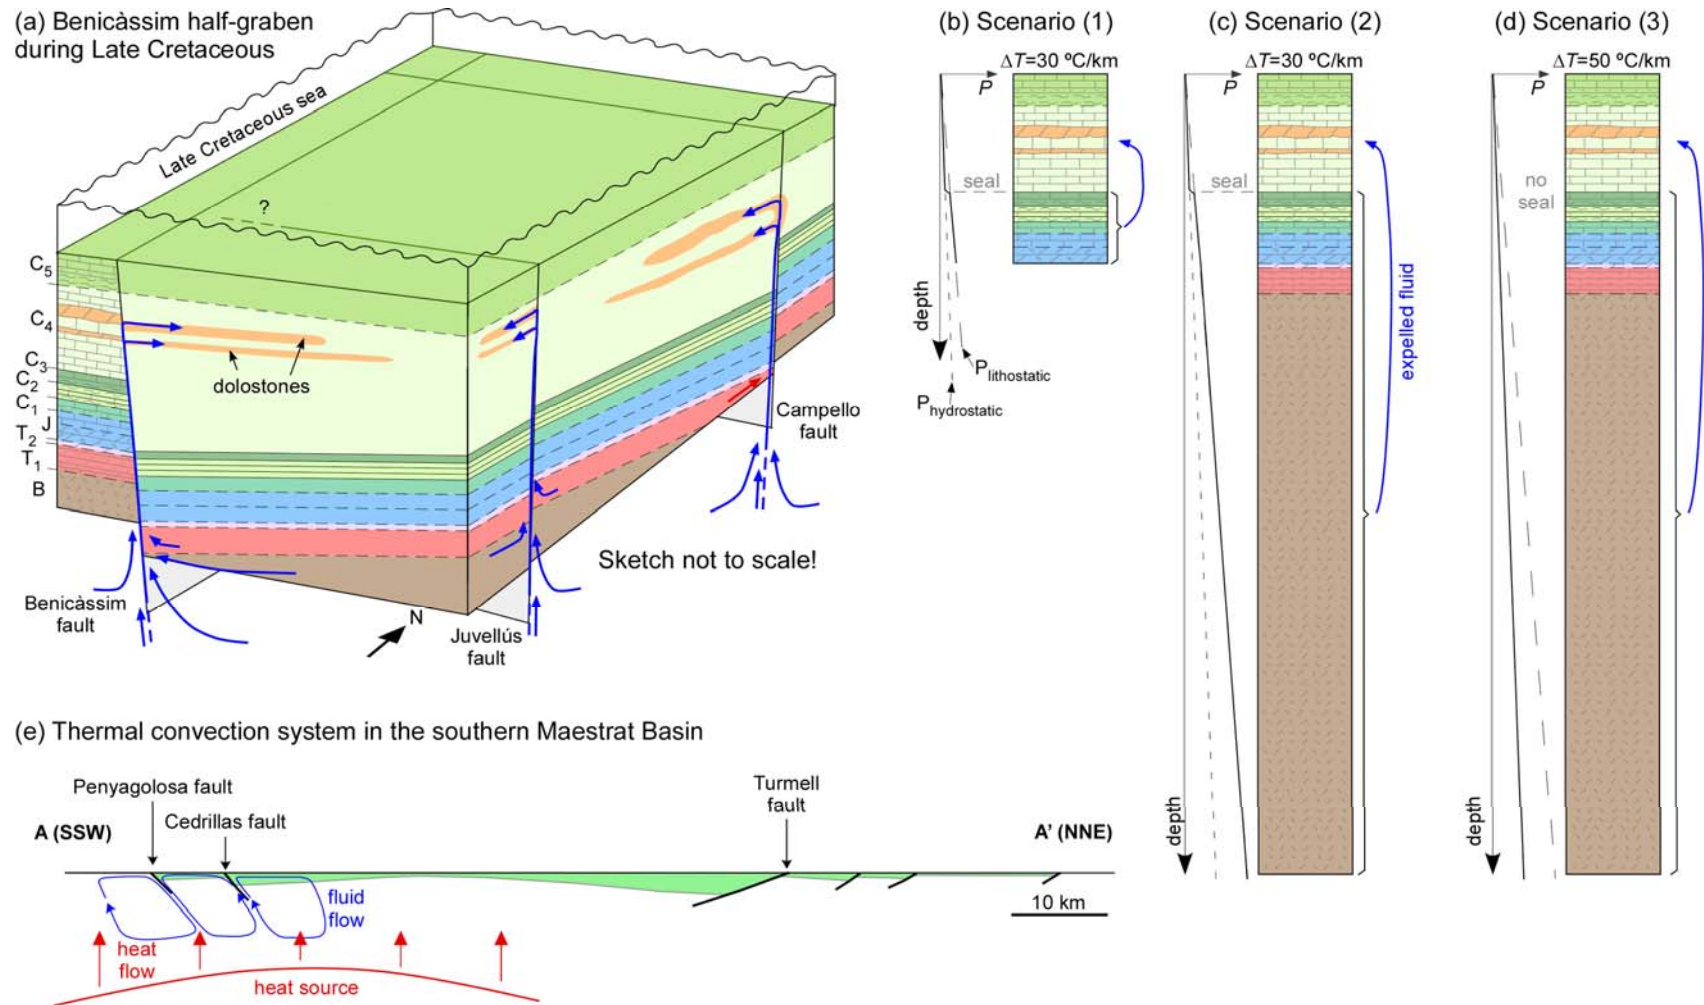 (a) Benicàssim half-graben
during Late Cretaceous
Late Cretaceous sea
?
C5
C4
C3
C2
C1
J
T2
T1
B
dolostones
Campello
fault
Benicàssim
fault
N
Juvellús
fault
Sketch not to scale!
(b) Scenario (1)
ΔT=30 ºC/km
P
seal
depth
Plithostatic
Phydrostatic
(c) Scenario (2)
ΔT=30 ºC/km
P
seal
depth
expelled fluid
(d) Scenario (3)
ΔT=50 ºC/km
P
no
seal
depth
(e) Thermal convection system in the southern Maestrat Basin
Penyagolosa fault
Cedrillas fault
Turmell
fault
A (SSW)
A' (NNE)
fluid
flow
10 km
heat
flow
heat source